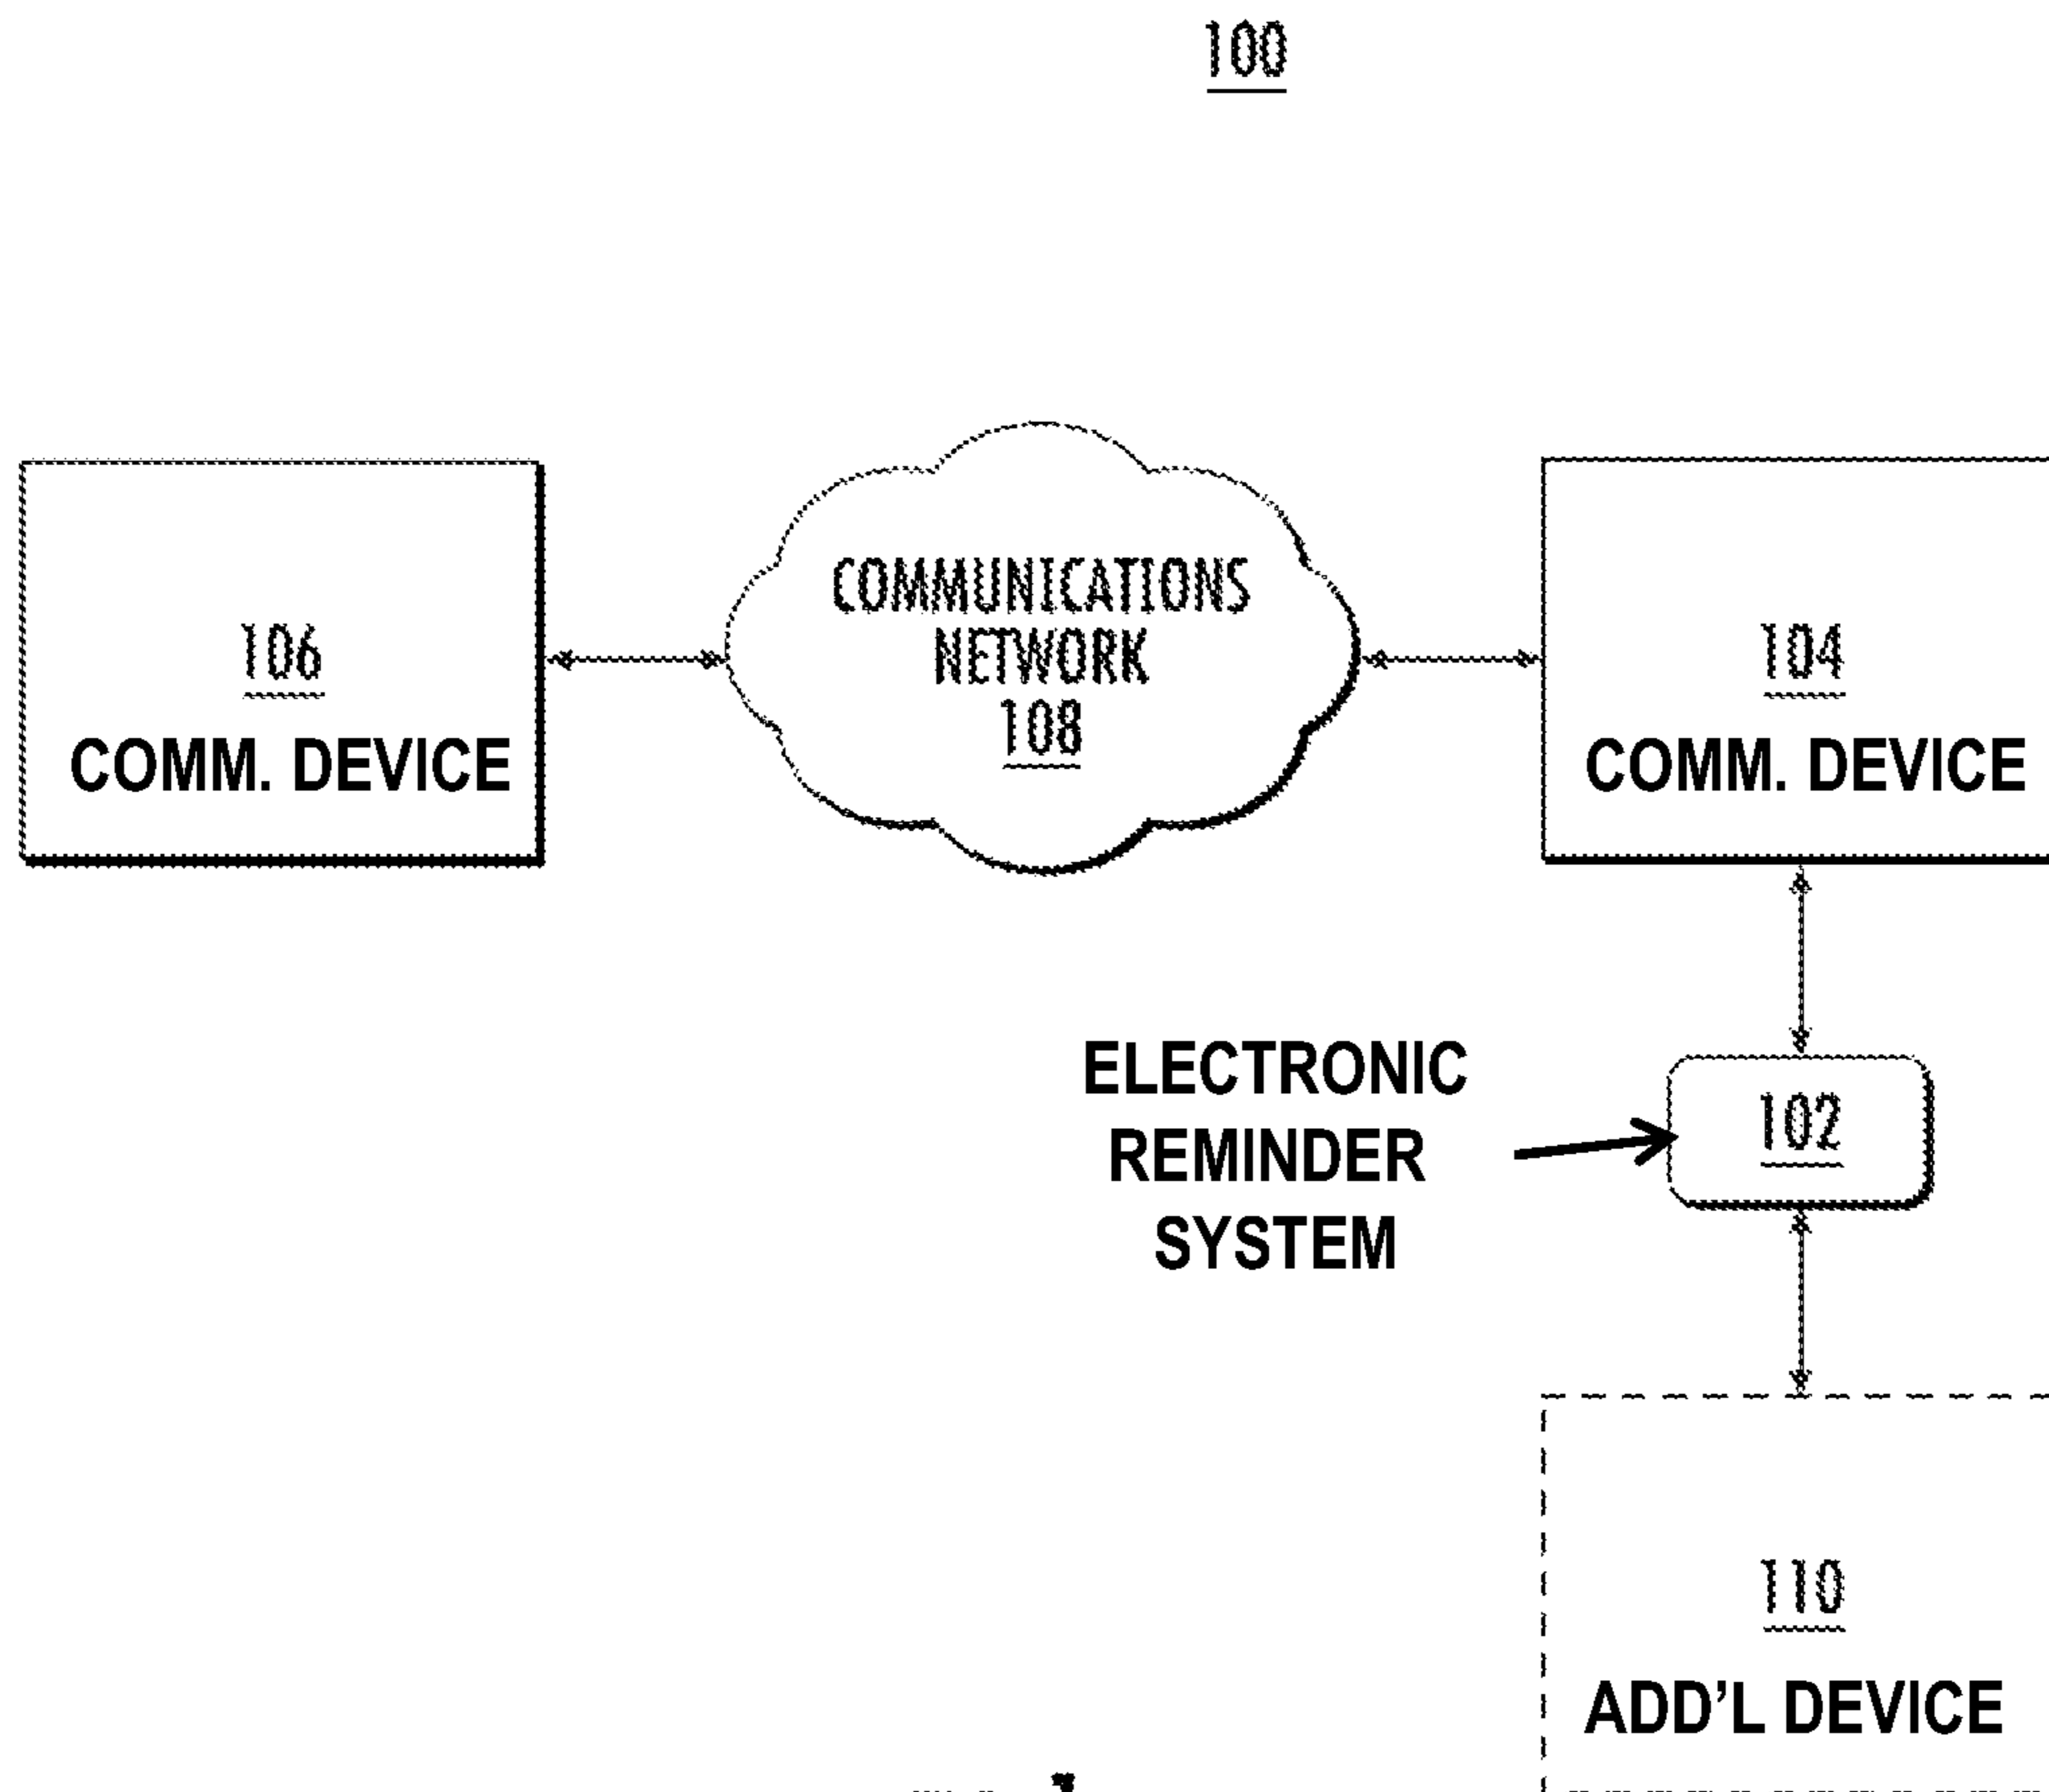 100
COMMUNICATIONS
NETWORK
108
106
COMM. DEVICE
104
COMM. DEVICE
ELECTRONIC
REMINDER
SYSTEM
102
110
ADD'L DEVICE